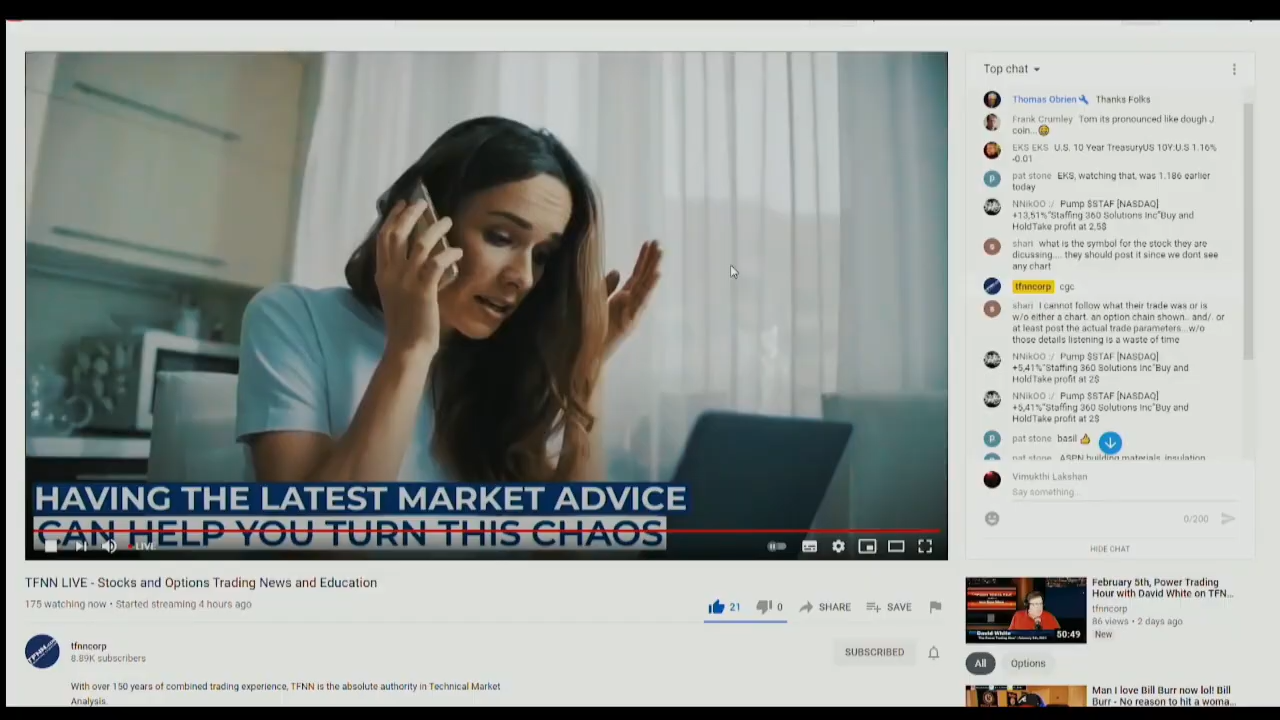 HAVING THE LATEST MARKET ADVICE
CAN HELP YOU TURN THIS CHAOS
LIVE
TFNN LIVE - Stocks and Options Trading News and Education
175 watching now • Started streaming 4 hours ago
21
0
SHARE
SAVE
tfnncorp
8.89K subscribers
SUBSCRIBED
With over 150 years of combined trading experience, TFNN is the absolute authority in Technical Market
Analysis.
Top chat
Thomas Obrien Thanks Folks
Frank Crumley Tom its pronounced like dough J
coin...
EKS EKS U.S. 10 Year TreasuryUS 10Y:U.S 1.16%
-0.01
pat stone EKS, watching that, was 1.186 earlier
today
NNikOO :/ Pump $STAF [NASDAQ]
+13,51%"Staffing 360 Solutions Inc"Buy and
HoldTake profit at 2,5$
shari what is the symbol for the stock they are
dicussing.... they should post it since we dont see
any chart
tfnncorp cgc
shari I cannot follow what their trade was or is
w/o either a chart. an option chain shown.. and/. or
at least post the actual trade parameters...w/o
those details listening is a waste of time
NNikOO :/ Pump $STAF [NASDAQ]
+5,41%"Staffing 360 Solutions Inc"Buy and
HoldTake profit at 2$
NNikOO :/ Pump $STAF [NASDAQ]
+5,41%"Staffing 360 Solutions Inc"Buy and
HoldTake profit at 2$
pat stone basil
pat stone ASPN building materials, insulation
Vimukthi Lakshan
Say something...
0/200
HIDE CHAT
February 5th, Power Trading
Hour with David White on TFN...
tfnncorp
86 views • 2 days ago
New
David White
50:49
All
Options
Man I love Bill Burr now lol! Bill
Burr - No reason to hit a woma...